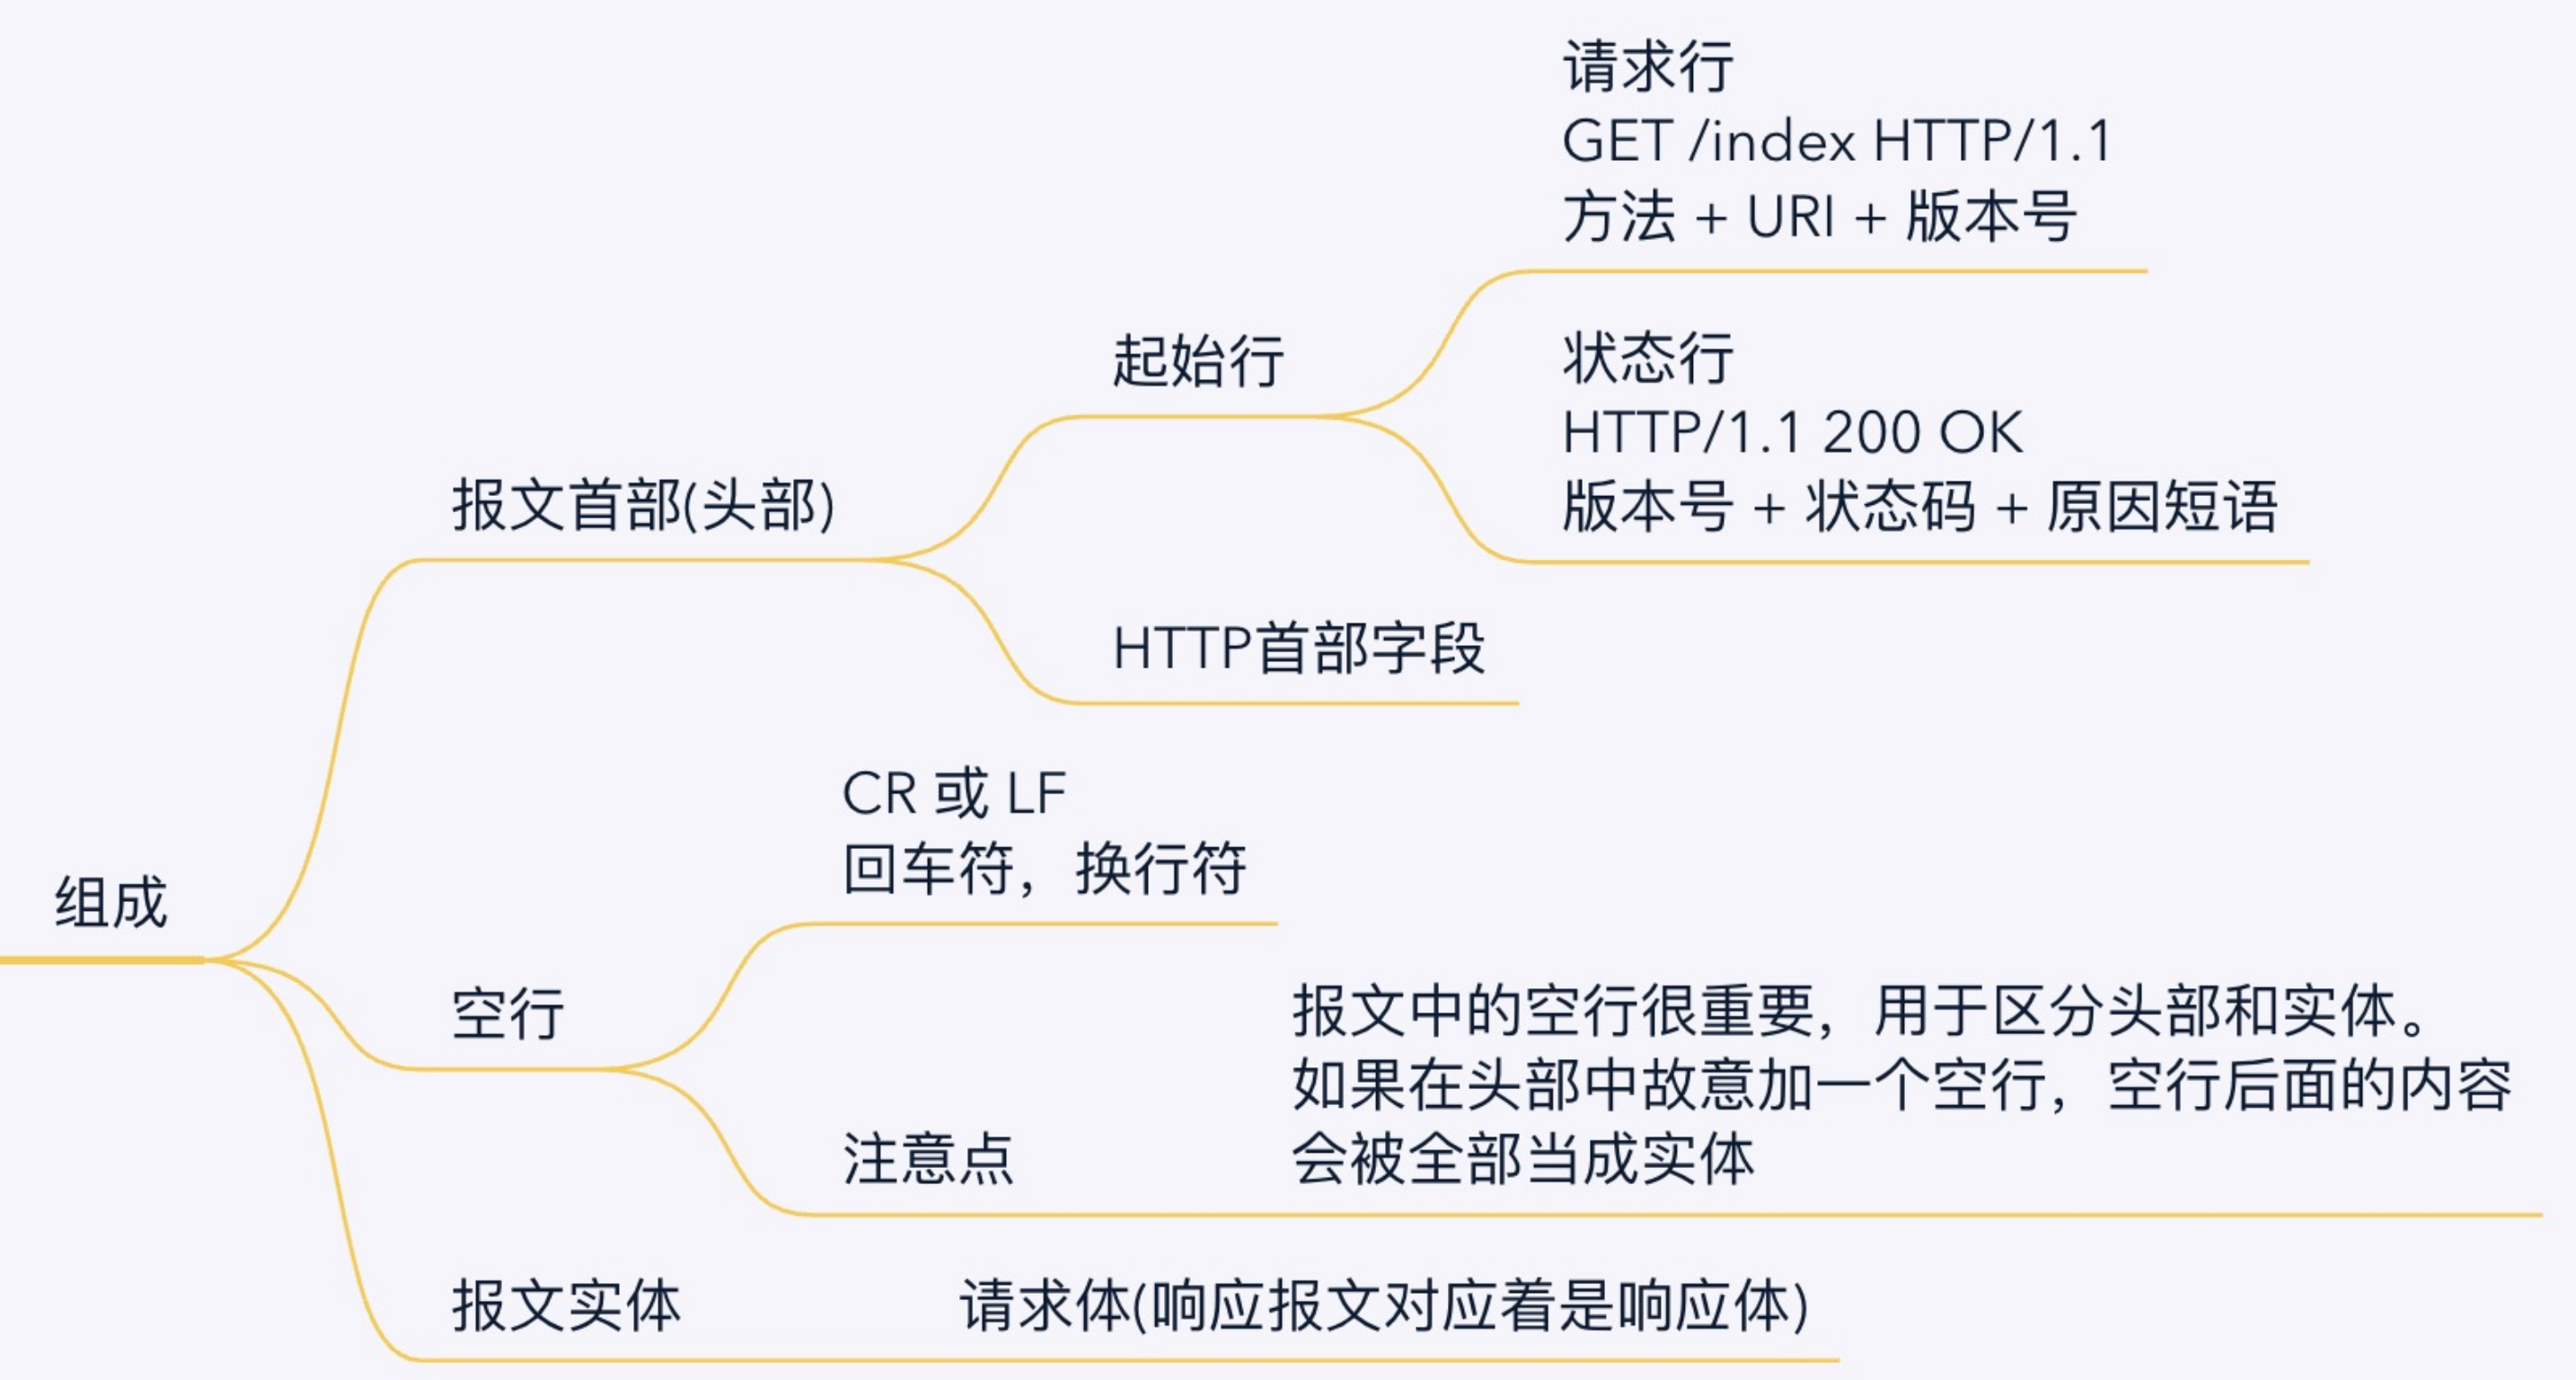 组成
报文首部(头部)
起始行
请求行
GET /index HTTP/1.1
方法 + URI + 版本号
状态行
HTTP/1.1 200 OK
版本号 + 状态码 + 原因短语
HTTP首部字段
空行
CR 或 LF
回车符，换行符
注意点
报文中的空行很重要，用于区分头部和实体。
如果在头部中故意加一个空行，空行后面的内容
会被全部当成实体
报文实体
请求体(响应报文对应着是响应体)